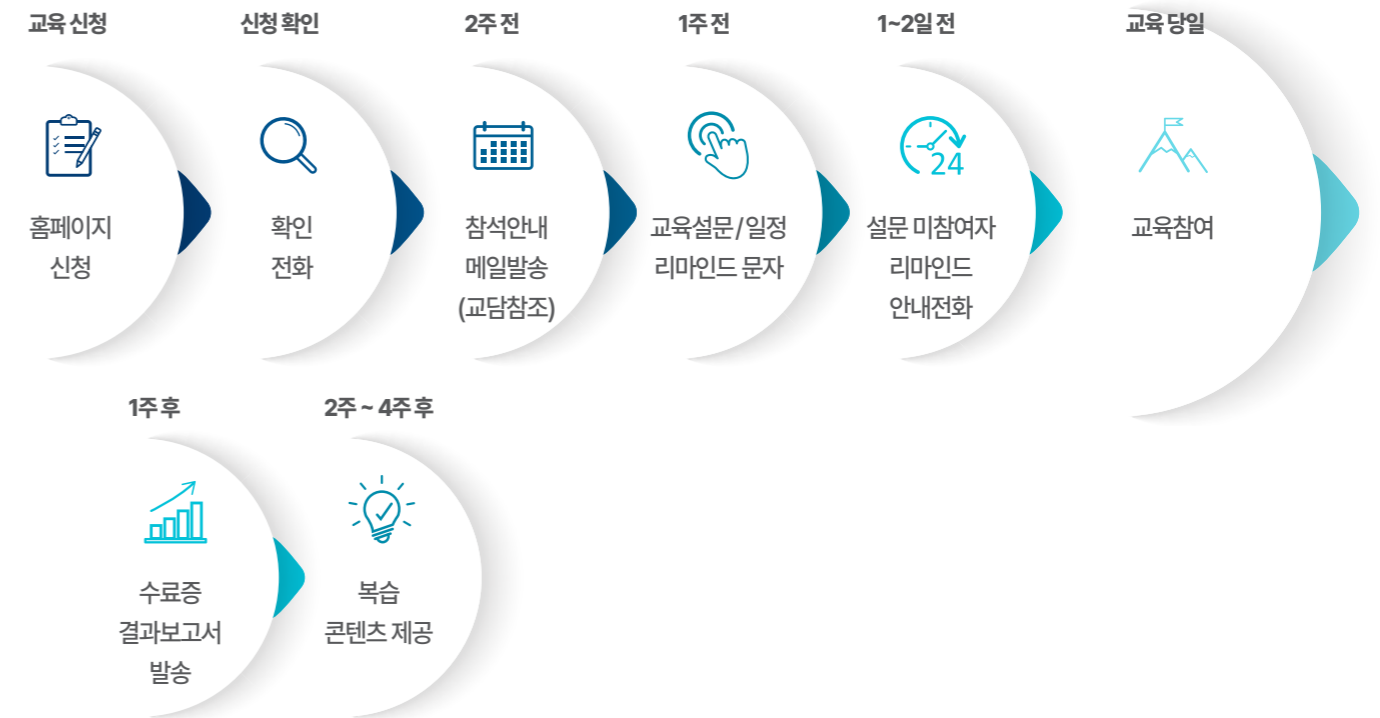 교육 신청
홈페이지
신청
신청 확인
확인
전화
2주 전
참석안내
메일발송
(교담참조)
1주 전
교육설문/일정
리마인드 문자
1~2일 전
24
설문 미참여자
리마인드
안내전화
교육 당일
교육참여
1주 후
수료증
결과보고서
발송
2주 ~ 4주 후
복습
콘텐츠 제공